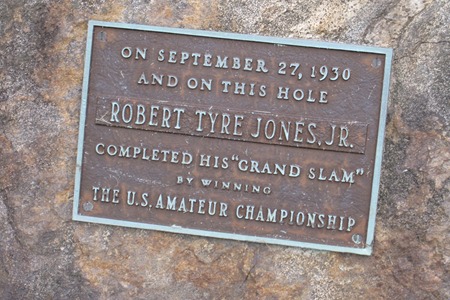 ON SEPTEMBER 27, 1930
AND ON THIS HOLE
ROBERT TYRE JONES, JR.
COMPLETED HIS "GRAND SLAM"
BY WINNING
THE U.S. AMATEUR CHAMPIONSHIP